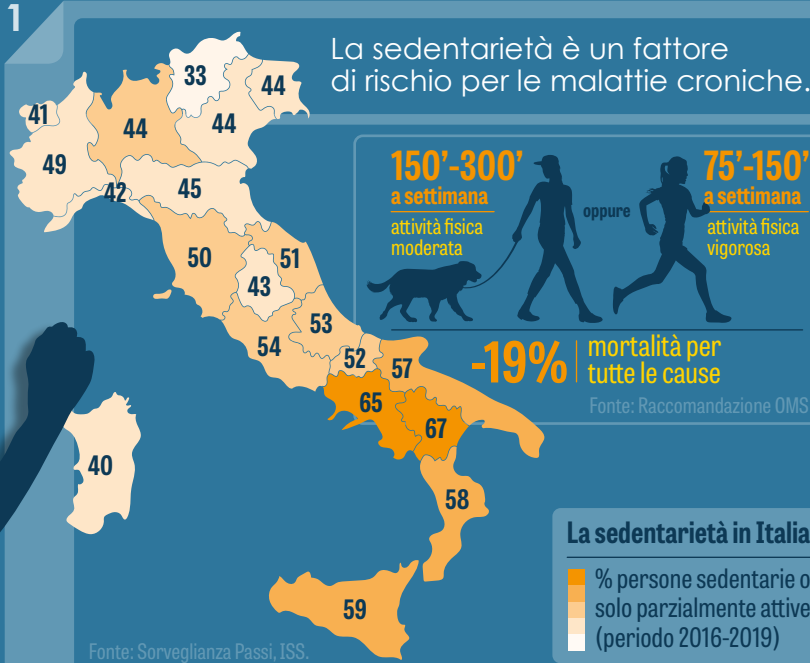 1
La sedentarietà è un fattore
di rischio per le malattie croniche.
33
44
41
44
44
49
42
45
50
51
43
53
54
52
57
65
67
40
58
59
150’-300’
a settimana
attività fisica
moderata
oppure
75’-150’
a settimana
attività fisica
vigorosa
-19%
mortalità per
tutte le cause
Fonte: Raccomandazione OMS
La sedentarietà in Italia
% persone sedentarie o
solo parzialmente attive
(periodo 2016-2019)
Fonte: Sorveglianza Passi, ISS.